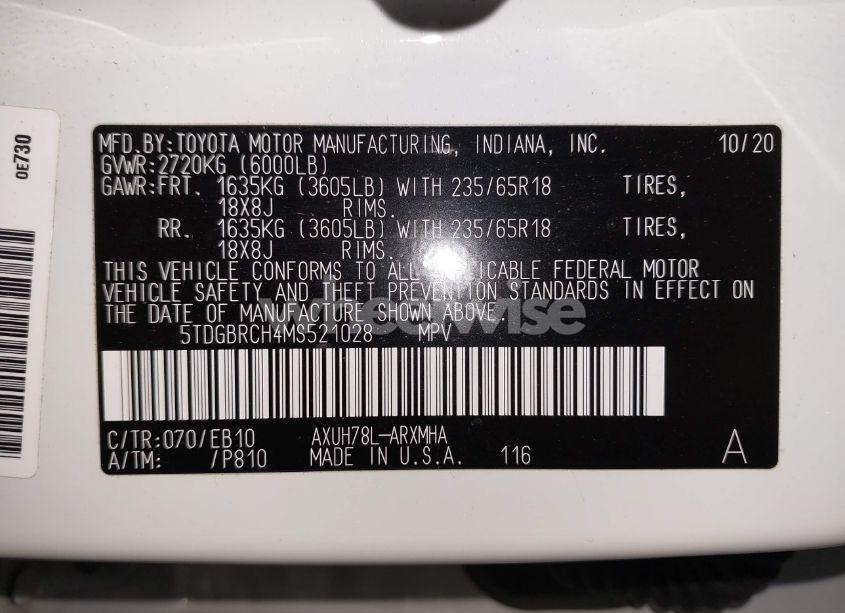 0E730
MFD.BY:TOYOTA MOTOR MANUFACTURING, INDIANA, INC. 10/20
GVWR:2720KG (6000LB)
GAWR:FRT. 1635KG (3605LB) WITH 235/65R18 TIRES,
18X8J RIMS.
RR. 1635KG (3605LB) WITH 235/65R18 TIRES,
18X8J RIMS.
THIS VEHICLE CONFORMS TO ALL APPLICABLE FEDERAL MOTOR
VEHICLE SAFETY AND THEFT PREVENTION STANDARDS IN EFFECT ON
THE DATE OF MANUFACTURE SHOWN ABOVE.
5TDGBRCH4MS521028 MPV
C/TR:070/EB10 AXUH78L-ARXMHA
A/TM: /P810 MADE IN U.S.A. 116 A